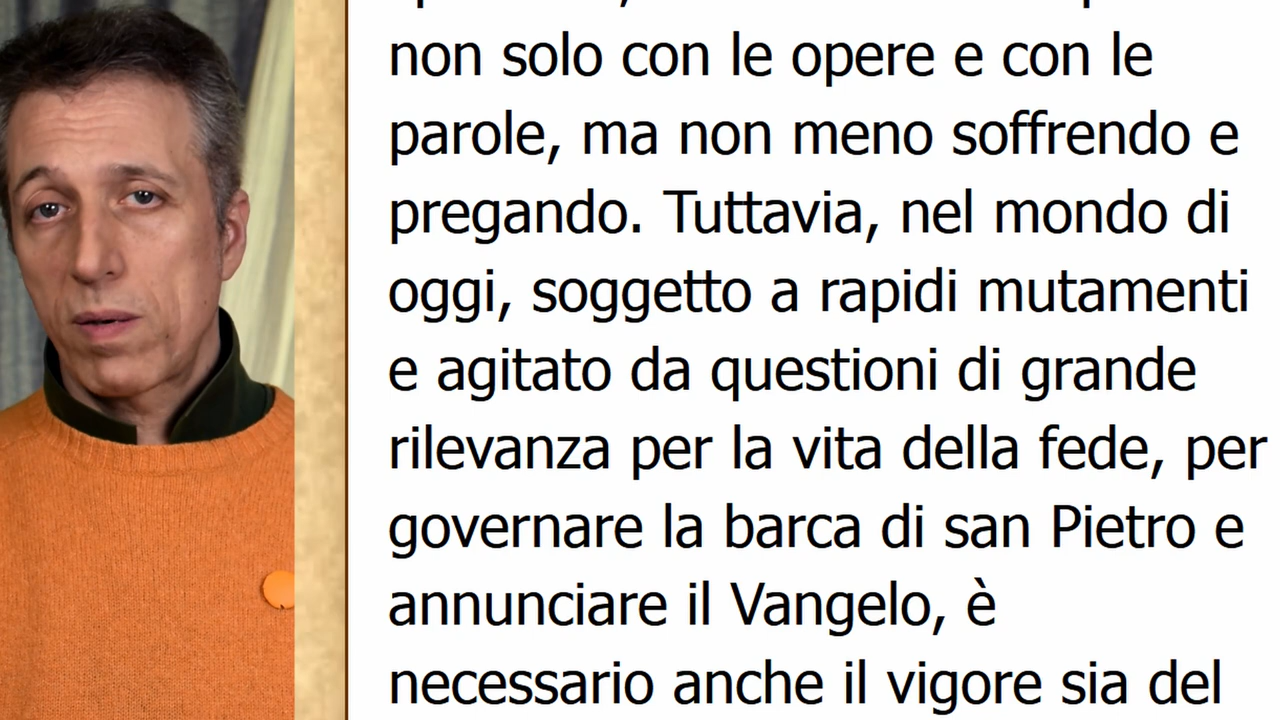 non solo con le opere e con le
parole, ma non meno soffrendo e
pregando. Tuttavia, nel mondo di
oggi, soggetto a rapidi mutamenti
e agitato da questioni di grande
rilevanza per la vita della fede, per
governare la barca di san Pietro e
annunciare il Vangelo, è
necessario anche il vigore sia del